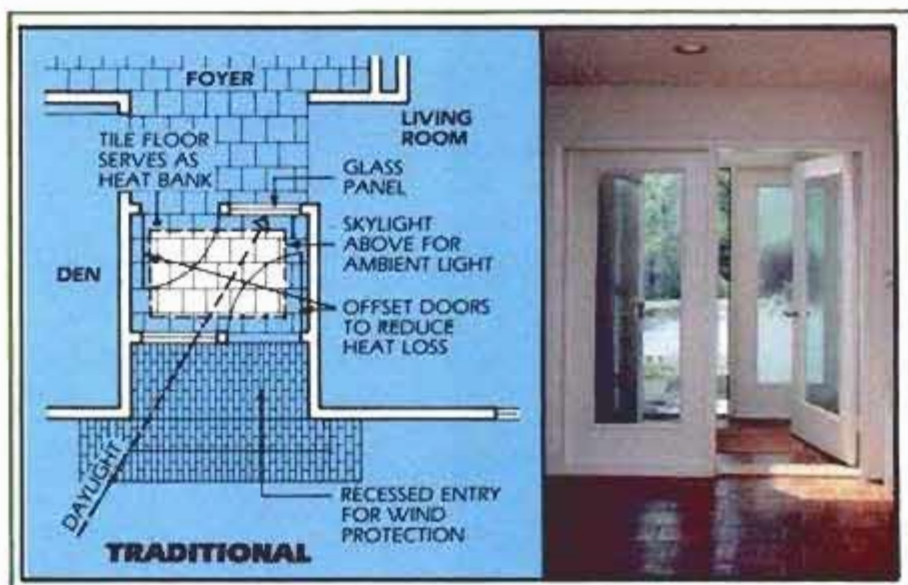 FOYER
LIVING
ROOM
TILE FLOOR
SERVES AS
HEAT BANK
GLASS
PANEL
SKYLIGHT
ABOVE FOR
AMBIENT LIGHT
DEN
OFFSET DOORS
TO REDUCE
HEAT LOSS
DAYLIGHT
RECESSED ENTRY
FOR WIND
PROTECTION
TRADITIONAL